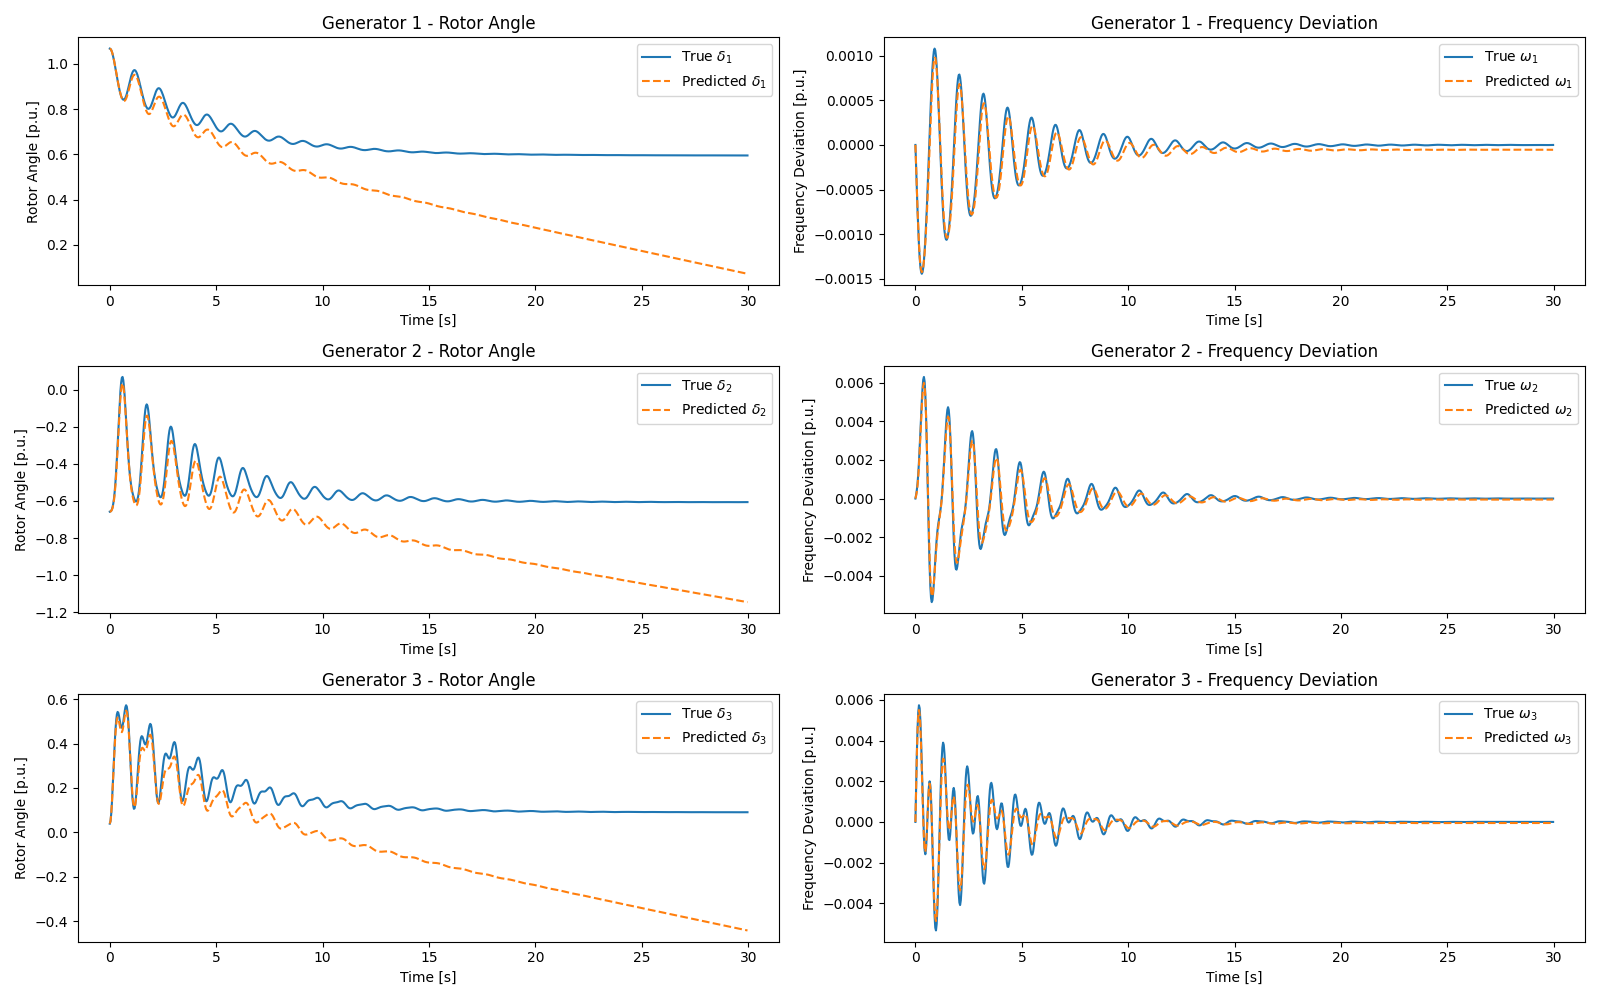 Generator 1 - Rotor Angle
Rotor Angle [p.u.]
1.0
0.8
0.6
0.4
0.2
True δ₁
Predicted δ₁
0 5 10 15 20 25 30
Time [s]
Generator 1 - Frequency Deviation
Frequency Deviation [p.u.]
0.0010
0.0005
0.0000
−0.0005
−0.0010
−0.0015
True ω₁
Predicted ω₁
0 5 10 15 20 25 30
Time [s]
Generator 2 - Rotor Angle
Rotor Angle [p.u.]
0.0
−0.2
−0.4
−0.6
−0.8
−1.0
−1.2
True δ₂
Predicted δ₂
0 5 10 15 20 25 30
Time [s]
Generator 2 - Frequency Deviation
Frequency Deviation [p.u.]
0.006
0.004
0.002
0.000
−0.002
−0.004
True ω₂
Predicted ω₂
0 5 10 15 20 25 30
Time [s]
Generator 3 - Rotor Angle
Rotor Angle [p.u.]
0.6
0.4
0.2
0.0
−0.2
−0.4
True δ₃
Predicted δ₃
0 5 10 15 20 25 30
Time [s]
Generator 3 - Frequency Deviation
Frequency Deviation [p.u.]
0.006
0.004
0.002
0.000
−0.002
−0.004
True ω₃
Predicted ω₃
0 5 10 15 20 25 30
Time [s]